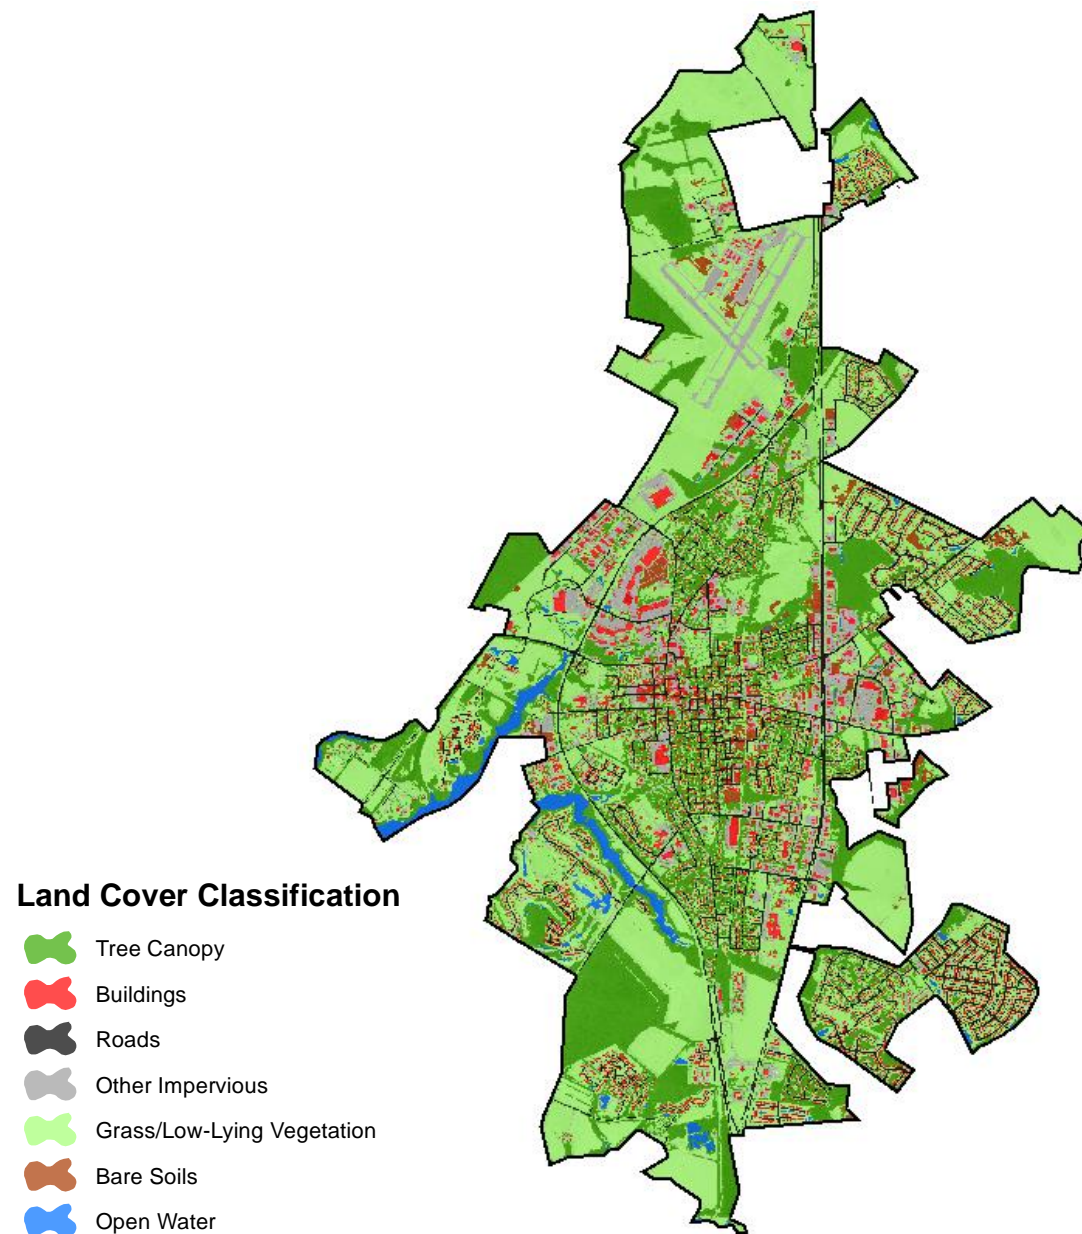 Land Cover Classification
Tree Canopy
Buildings
Roads
Other Impervious
Grass/Low-Lying Vegetation
Bare Soils
Open Water